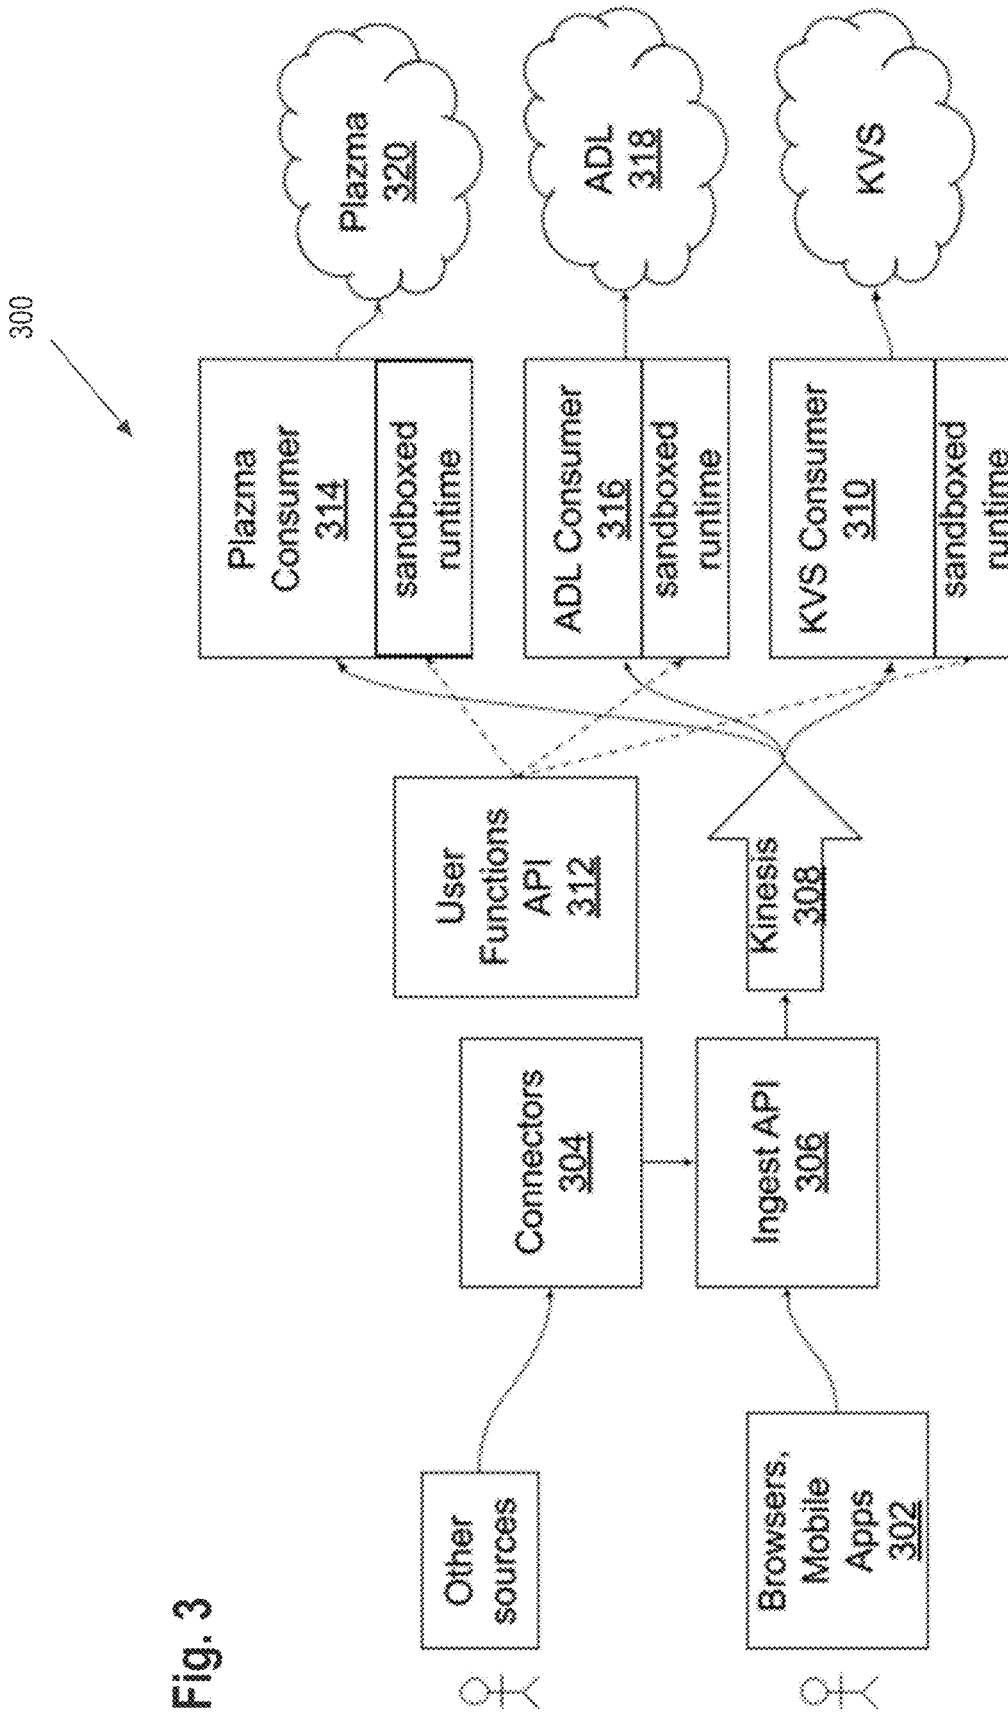 Fig. 3
300
Other
sources
Browsers,
Mobile
Apps
302
Connectors
304
Ingest API
306
User
Functions
API
312
Kinesis
308
Plazma
Consumer
314
sandboxed
runtime
ADL Consumer
316
sandboxed
runtime
KVS Consumer
310
sandboxed
runtime
Plazma
320
ADL
318
KVS